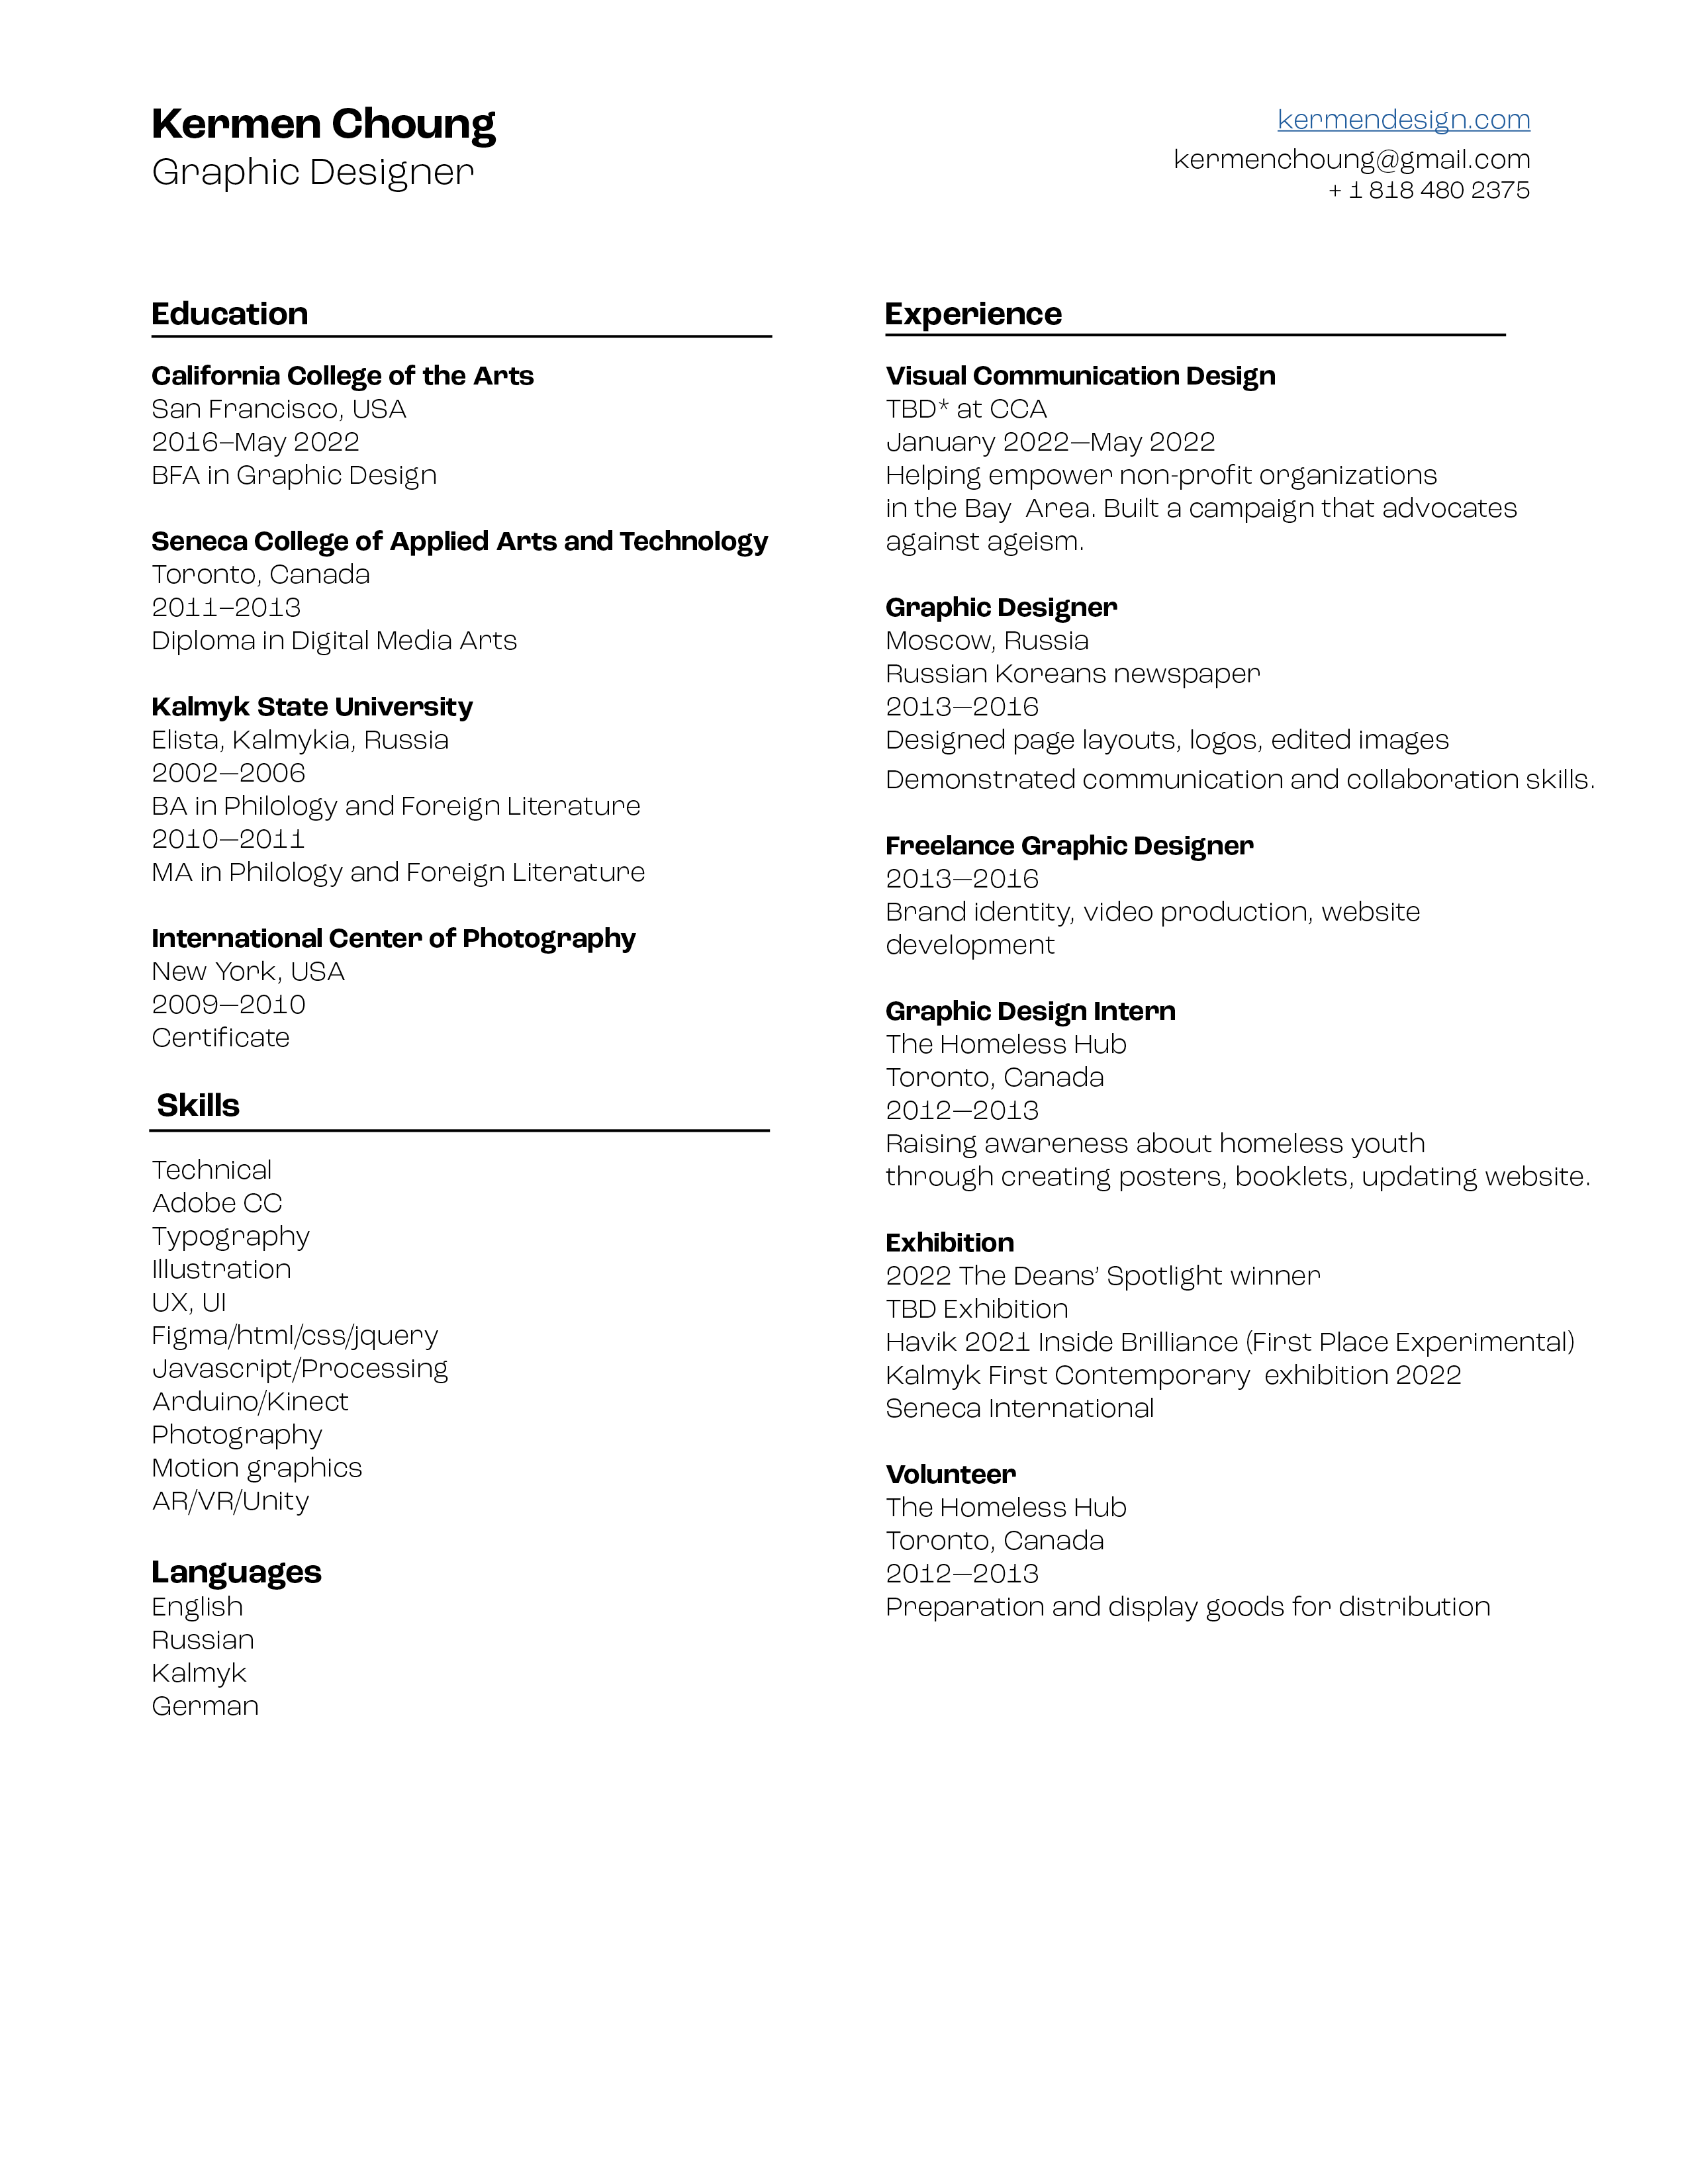 Kermen Choung
Graphic Designer
kermendesign.com
kermenchoung@gmail.com
+ 1 818 480 2375
Education
California College of the Arts
San Francisco, USA
2016–May 2022
BFA in Graphic Design
Seneca College of Applied Arts and Technology
Toronto, Canada
2011–2013
Diploma in Digital Media Arts
Kalmyk State University
Elista, Kalmykia, Russia
2002—2006
BA in Philology and Foreign Literature
2010—2011
MA in Philology and Foreign Literature
International Center of Photography
New York, USA
2009—2010
Certificate
Skills
Technical
Adobe CC
Typography
Illustration
UX, UI
Figma/html/css/jquery
Javascript/Processing
Arduino/Kinect
Photography
Motion graphics
AR/VR/Unity
Languages
English
Russian
Kalmyk
German
Experience
Visual Communication Design
TBD* at CCA
January 2022—May 2022
Helping empower non-profit organizations
in the Bay  Area. Built a campaign that advocates
against ageism.
Graphic Designer
Moscow, Russia
Russian Koreans newspaper
2013—2016
Designed page layouts, logos, edited images
Demonstrated communication and collaboration skills.
Freelance Graphic Designer
2013—2016
Brand identity, video production, website
development
Graphic Design Intern
The Homeless Hub
Toronto, Canada
2012—2013
Raising awareness about homeless youth
through creating posters, booklets, updating website.
Exhibition
2022 The Deans’ Spotlight winner
TBD Exhibition
Havik 2021 Inside Brilliance (First Place Experimental)
Kalmyk First Contemporary  exhibition 2022
Seneca International
Volunteer
The Homeless Hub
Toronto, Canada
2012—2013
Preparation and display goods for distribution